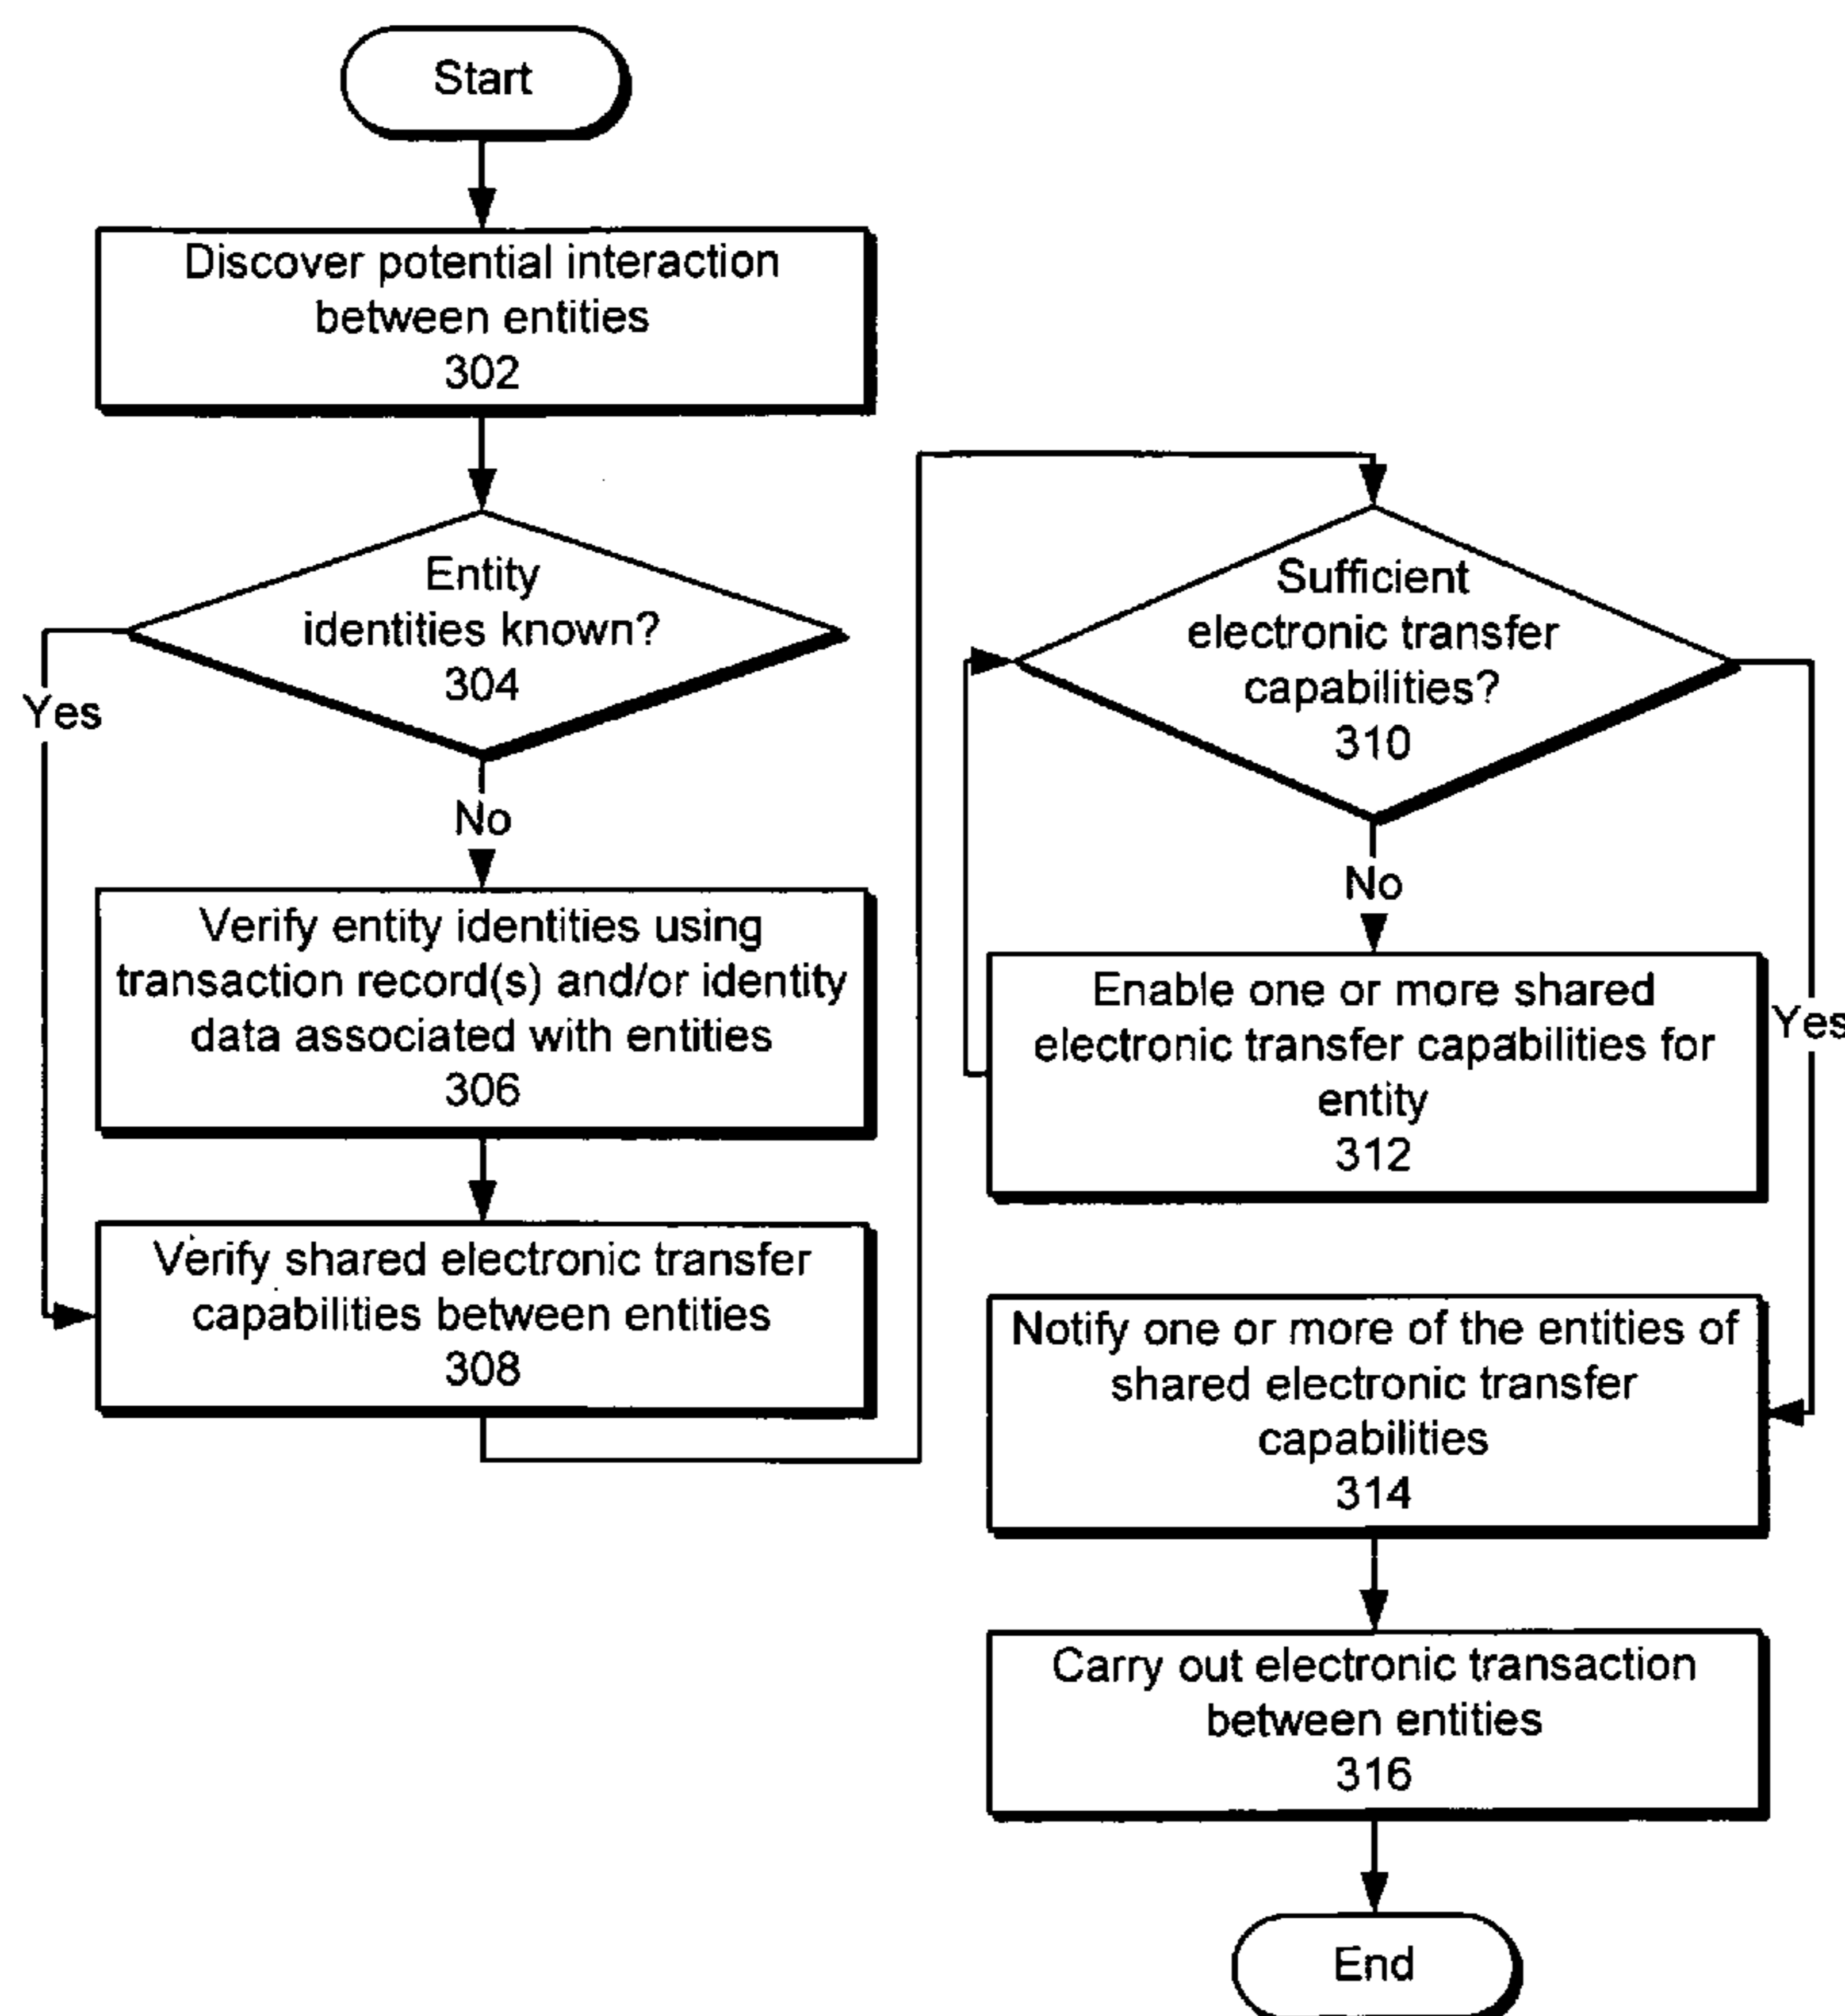 Start
Discover potential interaction
between entities
302
Entity
identities known?
304
Yes
No
Verify entity identities using
transaction record(s) and/or identity
data associated with entities
306
Verify shared electronic transfer
capabilities between entities
308
Sufficient
electronic transfer
capabilities?
310
No
Yes
Enable one or more shared
electronic transfer capabilities for
entity
312
Notify one or more of the entities of
shared electronic transfer
capabilities
314
Carry out electronic transaction
between entities
316
End